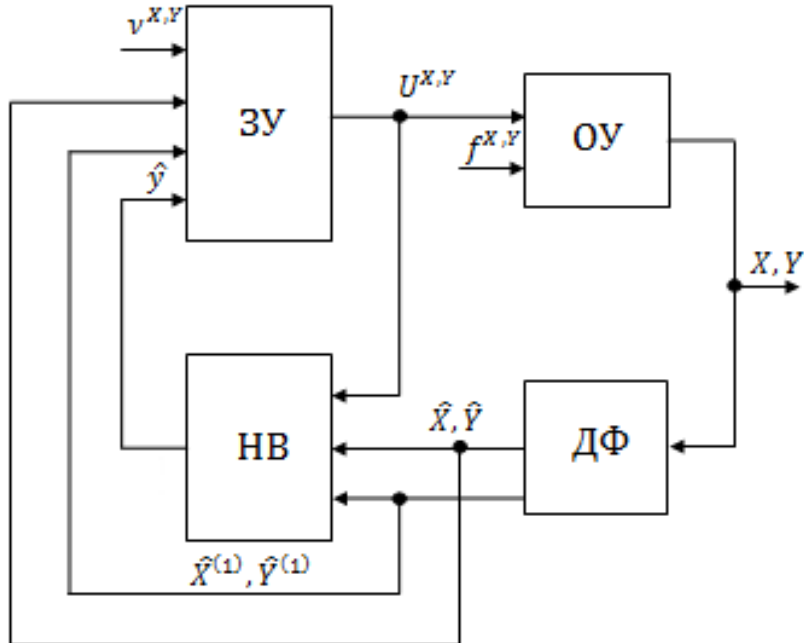 v^{X,Y}
ЗУ
U^{X,Y}
ОУ
f^{X,Y}
ŷ
X, Y
НВ
X̂, Ŷ
ДФ
X̂^{(1)}, Ŷ^{(1)}